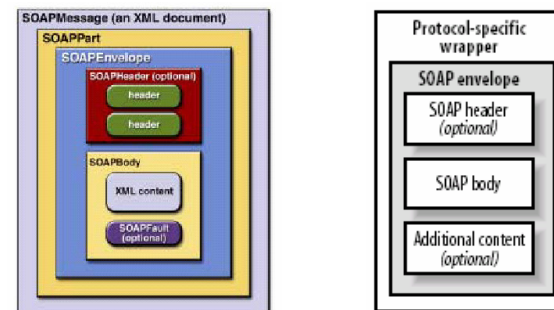 SOAPMessage (an XML document)
SOAPPart
SOAPEnvelope
SOAPHeader (optional)
header
header
SOAPBody
XML content
SOAPFault
(optional)
Protocol-specific
wrapper
SOAP envelope
SOAP header
(optional)
SOAP body
Additional content
(optional)